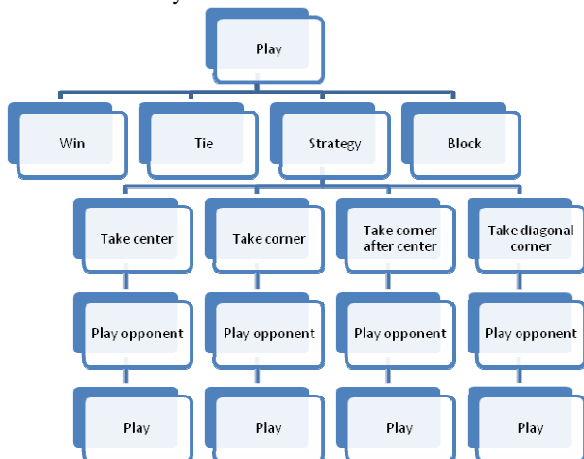 Play
Win
Tie
Strategy
Block
Take center
Take corner
Take corner
after center
Take diagonal
corner
Play opponent
Play opponent
Play opponent
Play opponent
Play
Play
Play
Play